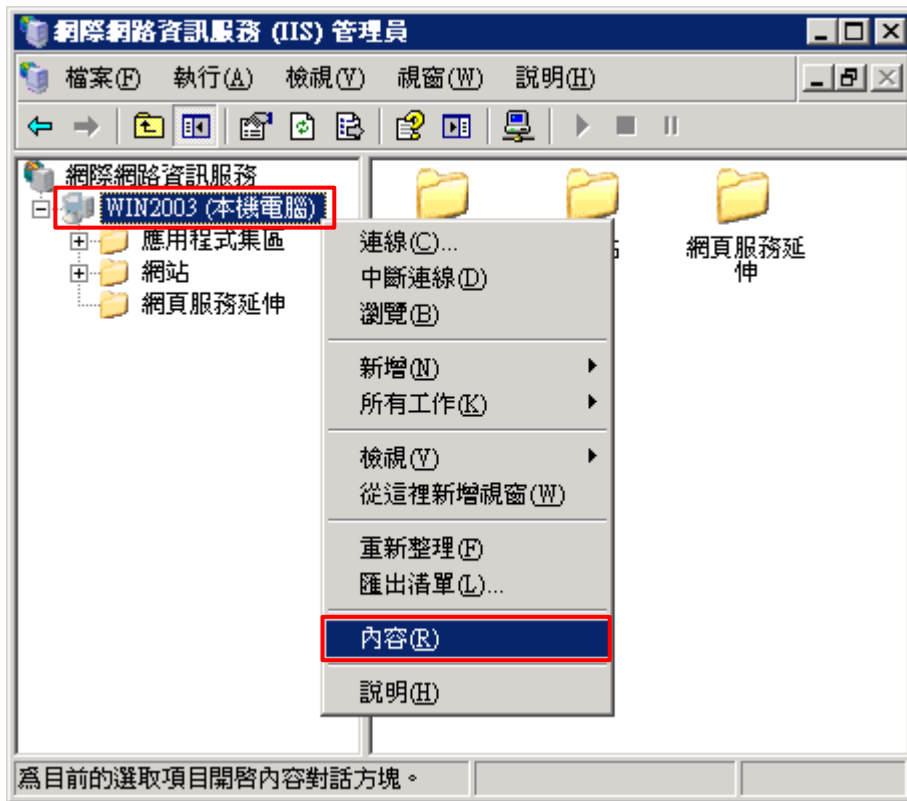 網際網路資訊服務 (IIS) 管理員
檔案(F) 執行(A) 檢視(V) 視窗(W) 說明(H)
網際網路資訊服務
WIN2003 (本機電腦)
應用程式集區
網站
網頁服務延伸
連線(C)...
中斷連線(D)
瀏覽(B)
新增(N)
所有工作(K)
檢視(V)
從這裡新增視窗(W)
重新整理(F)
匯出清單(L)...
內容(R)
說明(H)
網頁服務延
伸
為目前的選取項目開啟內容對話方塊。